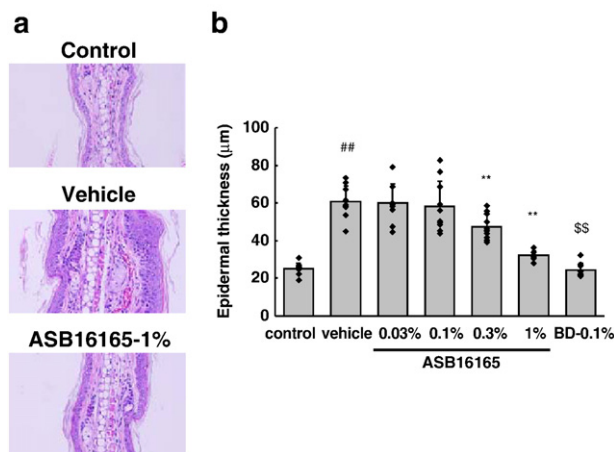 a
Control
Vehicle
ASB16165-1%
b
Epidermal thickness (μm)
100
80
60
40
20
0
##
**
**
$$
control vehicle 0.03% 0.1% 0.3% 1% BD-0.1%
ASB16165